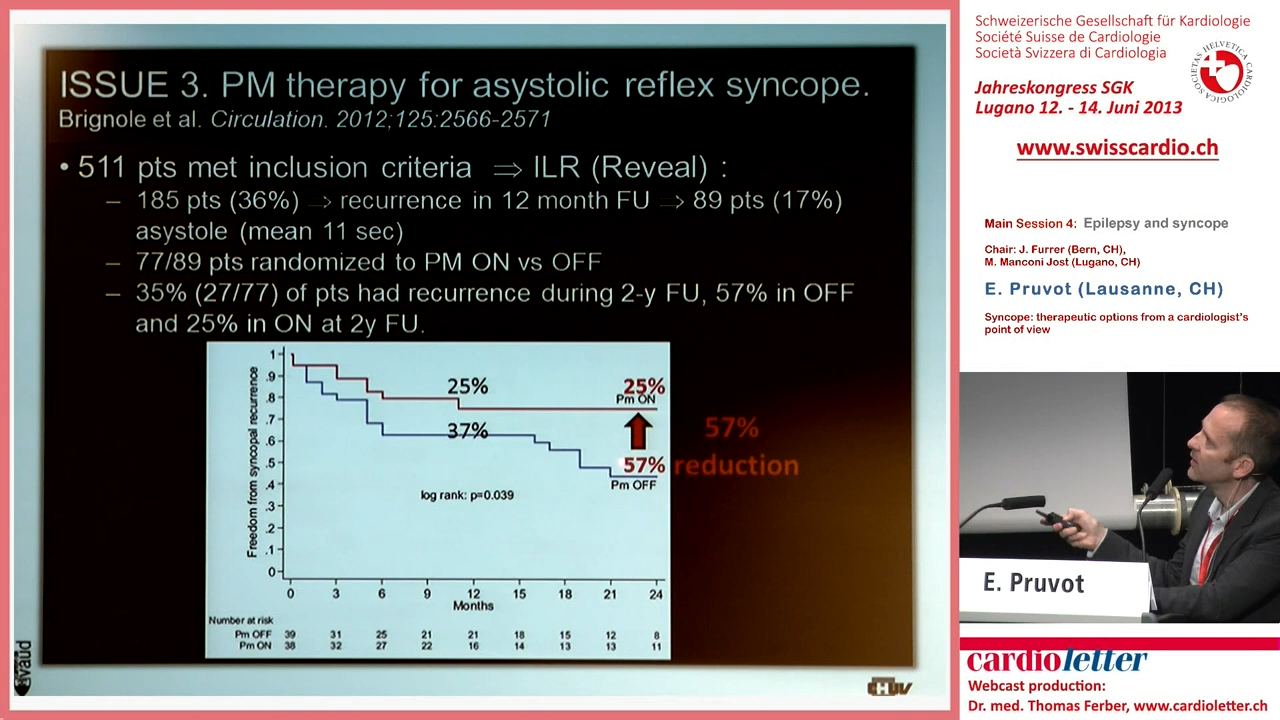 ISSUE 3. PM therapy for asystolic reflex syncope.
Brignole et al. Circulation. 2012;125:2566-2571
• 511 pts met inclusion criteria ⇒ ILR (Reveal) :
– 185 pts (36%) -> recurrence in 12 month FU -> 89 pts (17%)
asystole (mean 11 sec)
– 77/89 pts randomized to PM ON vs OFF
– 35% (27/77) of pts had recurrence during 2-y FU, 57% in OFF
and 25% in ON at 2y FU.
Freedom from syncopal recurrence
1
.9
.8
.7
.6
.5
.4
.3
.2
.1
0
25%
25%
Pm ON
37%
57%
Pm OFF
57%
reduction
log rank: p=0.039
0 3 6 9 12 15 18 21 24
Months
Number at risk
Pm OFF 39 31 25 21 21 18 15 12 8
Pm ON 38 32 27 22 16 14 13 13 11
vaud
CHUV
Schweizerische Gesellschaft für Kardiologie
Société Suisse de Cardiologie
Società Svizzera di Cardiologia
SOCIETAS HELVETICA CARDIOLOGICA
Jahreskongress SGK
Lugano 12. - 14. Juni 2013
www.swisscardio.ch
Main Session 4: Epilepsy and syncope
Chair: J. Furrer (Bern, CH),
M. Manconi Jost (Lugano, CH)
E. Pruvot (Lausanne, CH)
Syncope: therapeutic options from a cardiologist's
point of view
E. Pruvot
cardioletter
Webcast production:
Dr. med. Thomas Ferber, www.cardioletter.ch